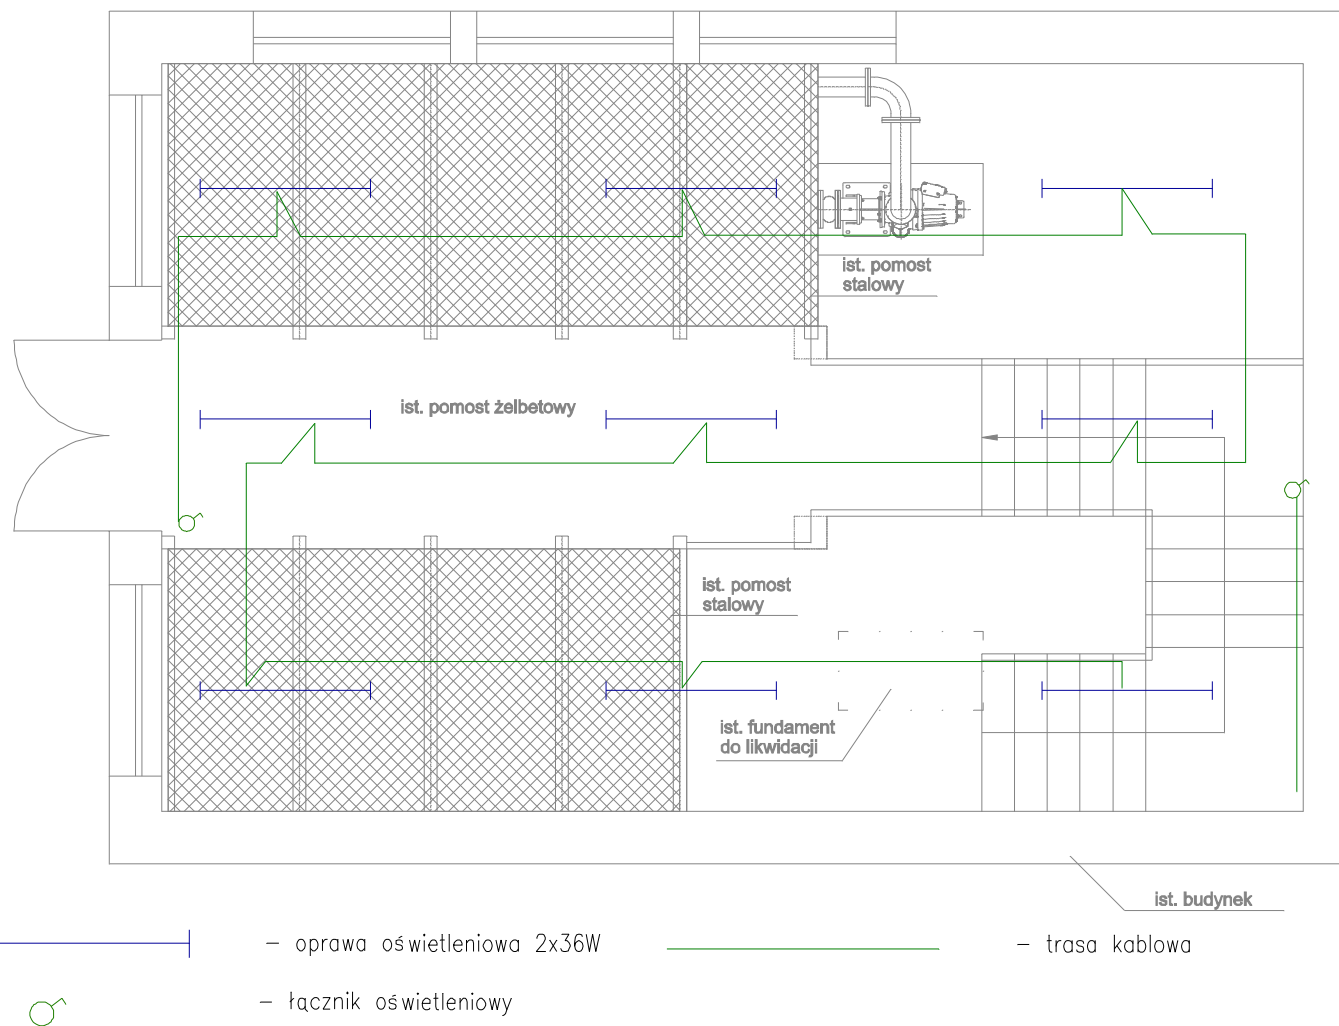 ist. pomost
stalowy
ist. pomost żelbetowy
ist. pomost
stalowy
ist. fundament
do likwidacji
ist. budynek
– oprawa oświetleniowa 2x36W
– trasa kablowa
– łącznik oświetleniowy